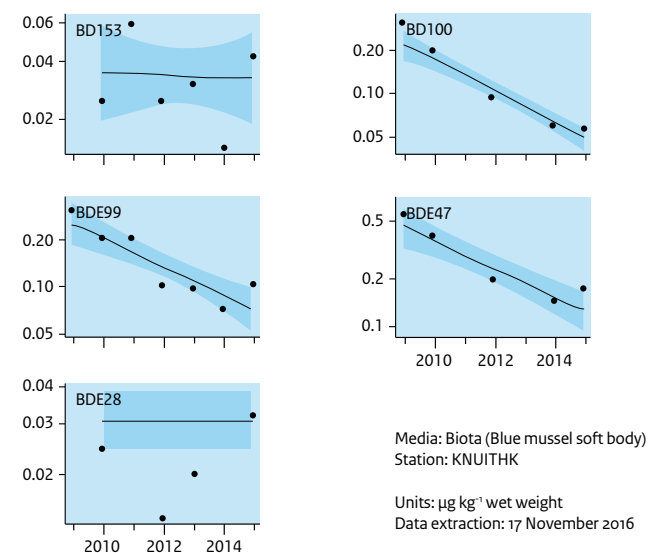 BD153
0.06
0.04
0.02
BD100
0.20
0.10
0.05
BDE99
0.20
0.10
0.05
BDE47
0.5
0.2
0.1
2010 2012 2014
BDE28
0.04
0.03
0.02
2010 2012 2014
Media: Biota (Blue mussel soft body)
Station: KNUITHK
Units: µg kg⁻¹ wet weight
Data extraction: 17 November 2016